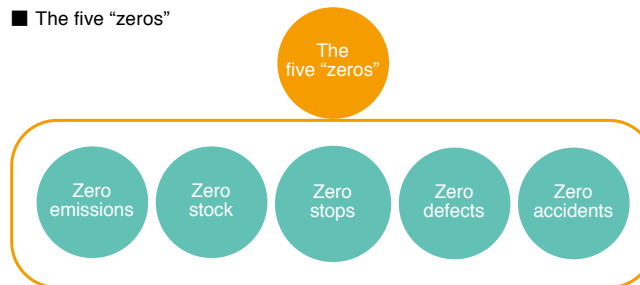 ■ The five “zeros”
The
five “zeros”
Zero
emissions
Zero
stock
Zero
stops
Zero
defects
Zero
accidents